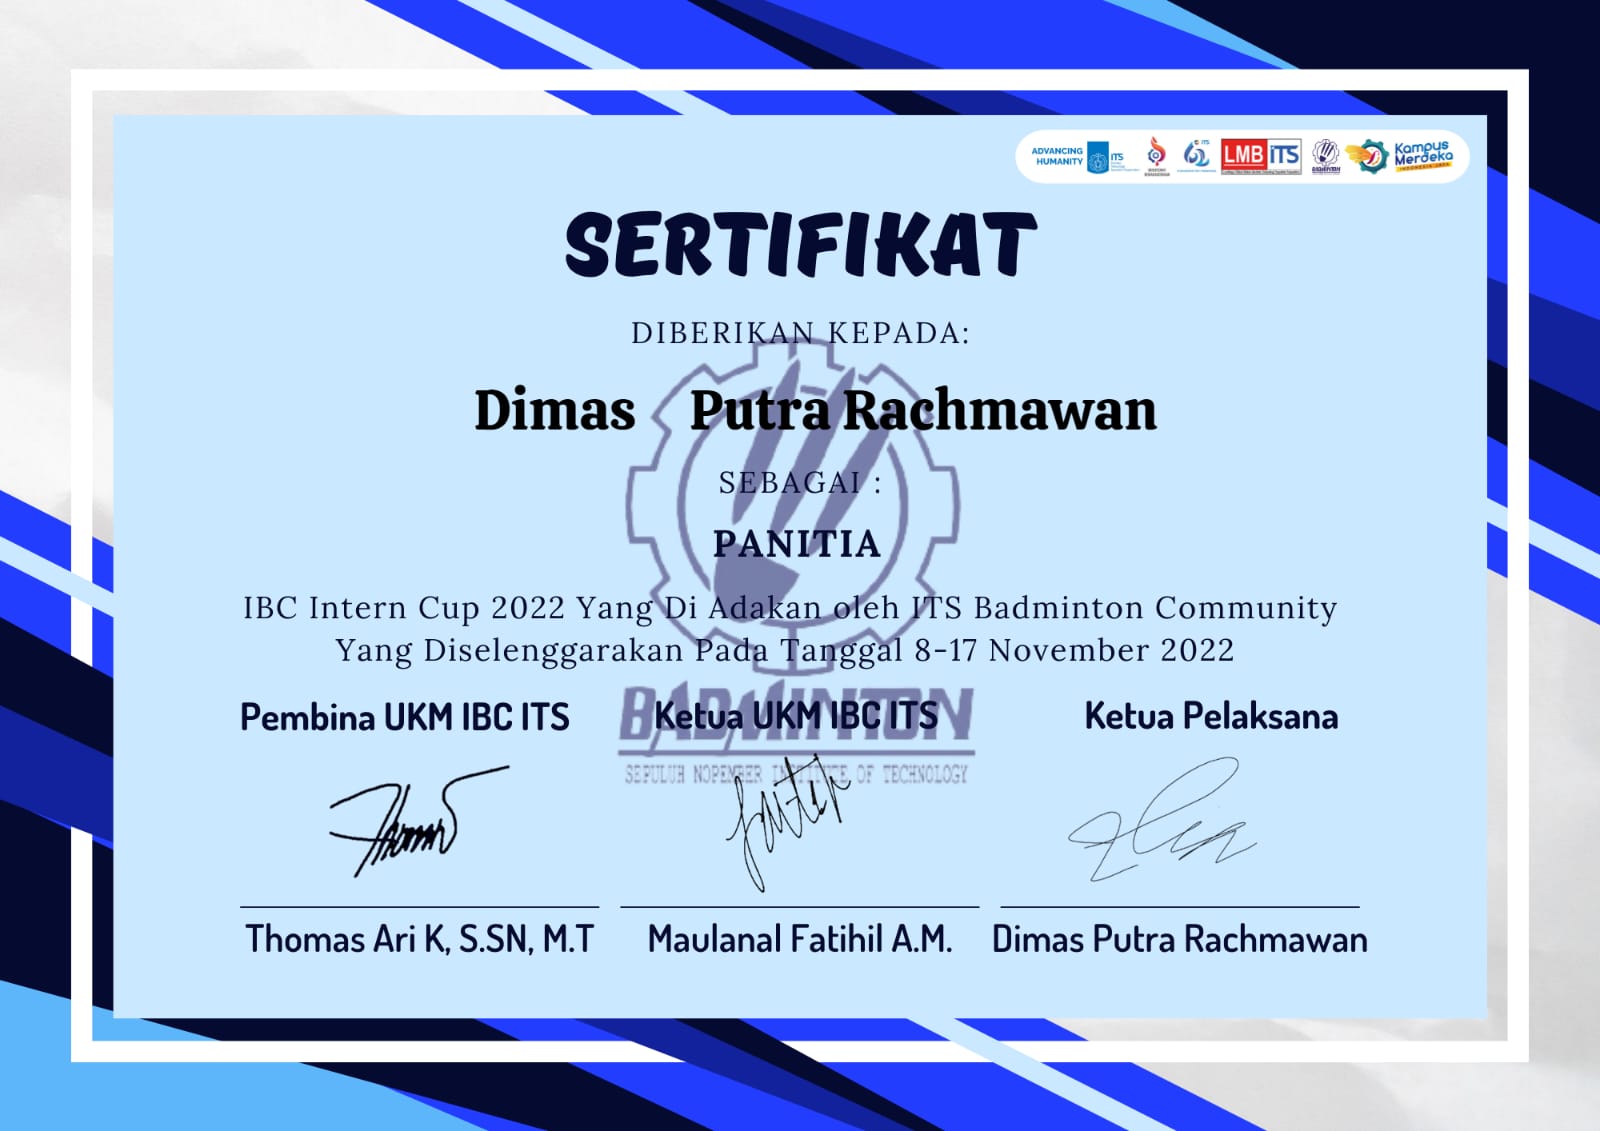 ADVANCING
HUMANITY
ITS
LMB ITS
BADMINTON
Kampus
Merdeka
INDONESIA JAYA
SERTIFIKAT
DIBERIKAN KEPADA:
Dimas Putra Rachmawan
SEBAGAI :
PANITIA
IBC Intern Cup 2022 Yang Di Adakan oleh ITS Badminton Community
Yang Diselenggarakan Pada Tanggal 8-17 November 2022
BADMINTON
SEPULUH NOPEMBER INSTITUTE OF TECHNOLOGY
Pembina UKM IBC ITS
Ketua UKM IBC ITS
Ketua Pelaksana
Thomas Ari K, S.SN, M.T
Maulanal Fatihil A.M.
Dimas Putra Rachmawan